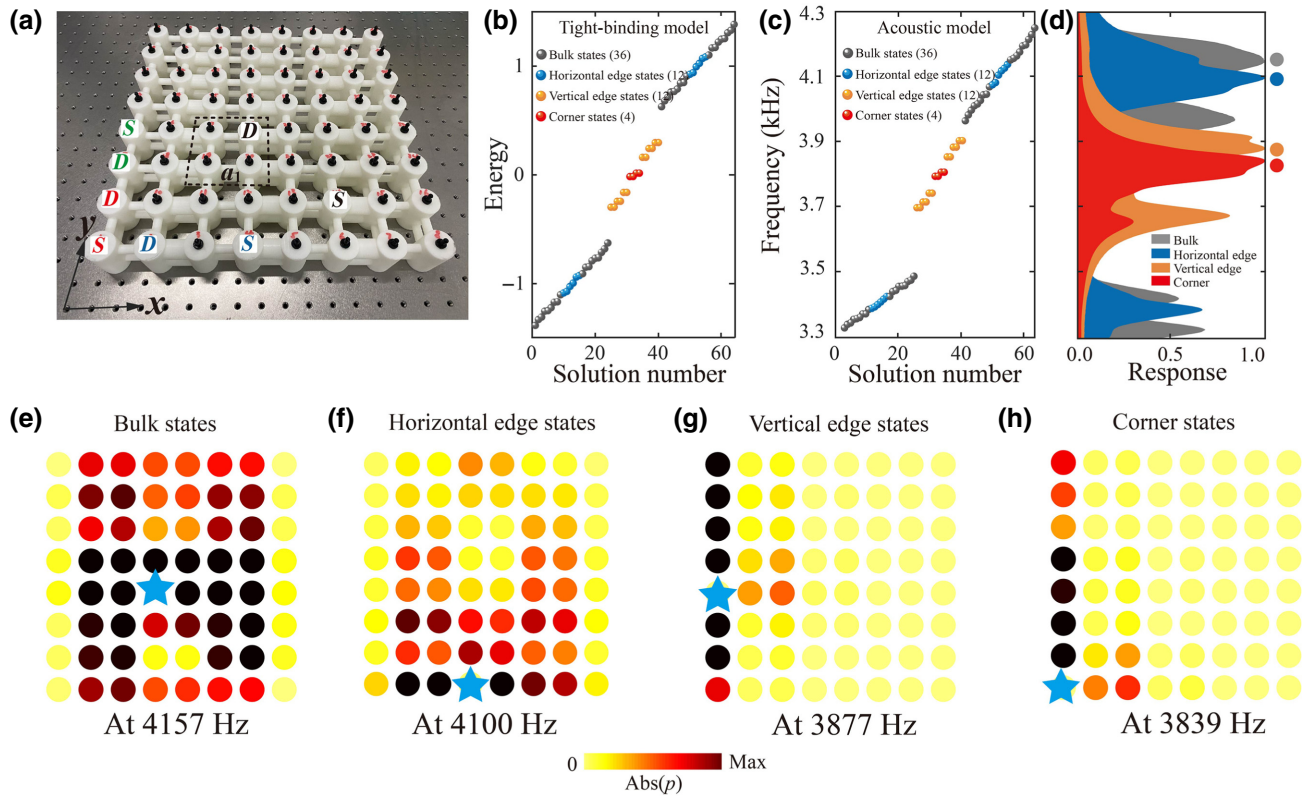 (a)
S
D
S
D
a₁
D
S
S
D
S
y
x
(b)
Tight-binding model
Bulk states (36)
Horizontal edge states (12)
Vertical edge states (12)
Corner states (4)
Energy
1
0
−1
0
20
40
60
Solution number
(c)
Acoustic model
Bulk states (36)
Horizontal edge states (12)
Vertical edge states (12)
Corner states (4)
Frequency (kHz)
4.3
4.1
3.9
3.7
3.5
3.3
0
20
40
60
Solution number
(d)
Bulk
Horizontal edge
Vertical edge
Corner
0.0
0.5
1.0
Response
(e)
Bulk states
At 4157 Hz
(f)
Horizontal edge states
At 4100 Hz
(g)
Vertical edge states
At 3877 Hz
(h)
Corner states
At 3839 Hz
0
Max
Abs(p)